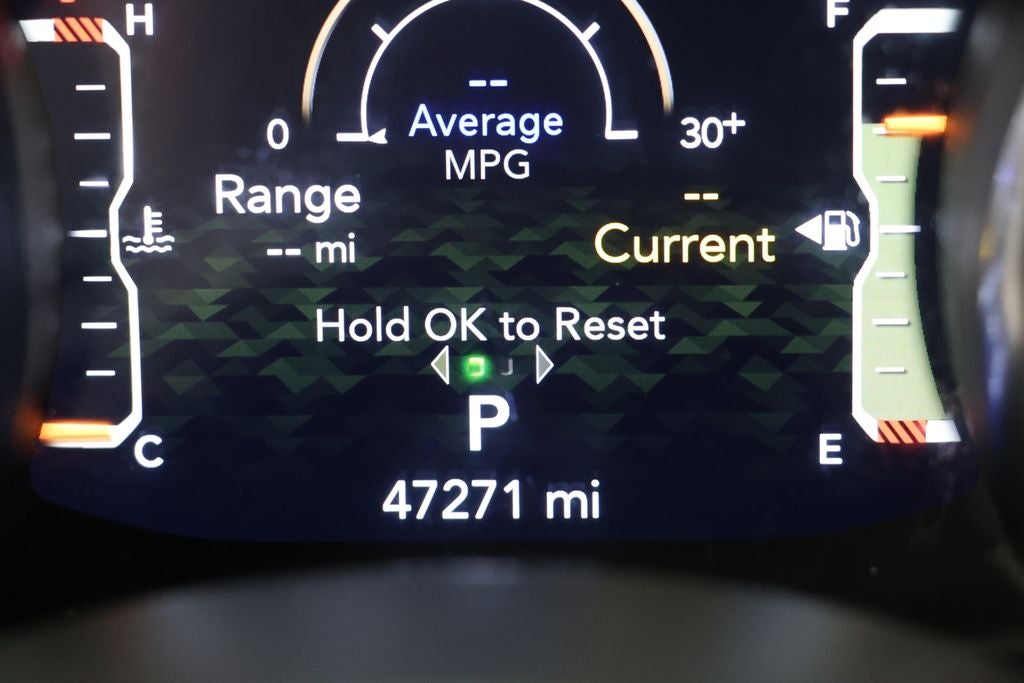 H
F
--
0
Average
30+
MPG
Range
--
-- mi
Current
Hold OK to Reset
P
C
E
47271 mi